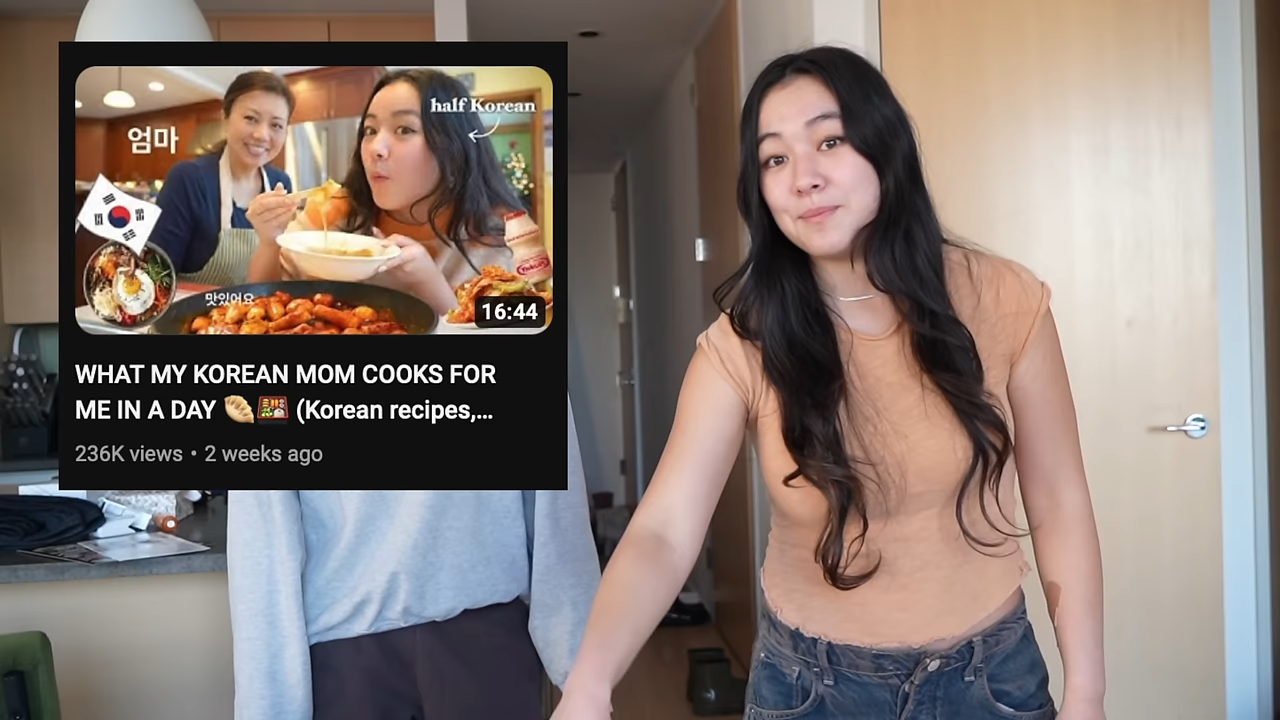 half Korean
엄마
맛있어요
16:44
WHAT MY KOREAN MOM COOKS FOR
ME IN A DAY 🥟🍱 (Korean recipes,...
236K views • 2 weeks ago